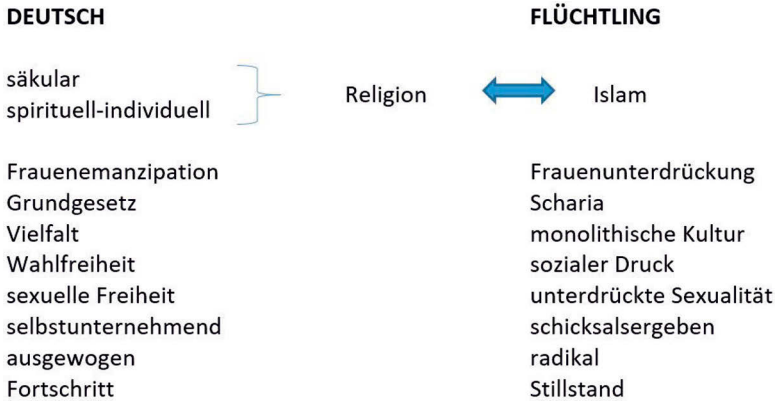 DEUTSCH FLÜCHTLING
säkular
spirituell-individuell Religion Islam
Frauenemanzipation Frauenunterdrückung
Grundgesetz Scharia
Vielfalt monolithische Kultur
Wahlfreiheit sozialer Druck
sexuelle Freiheit unterdrückte Sexualität
selbstunternehmend schicksalsergeben
ausgewogen radikal
Fortschritt Stillstand